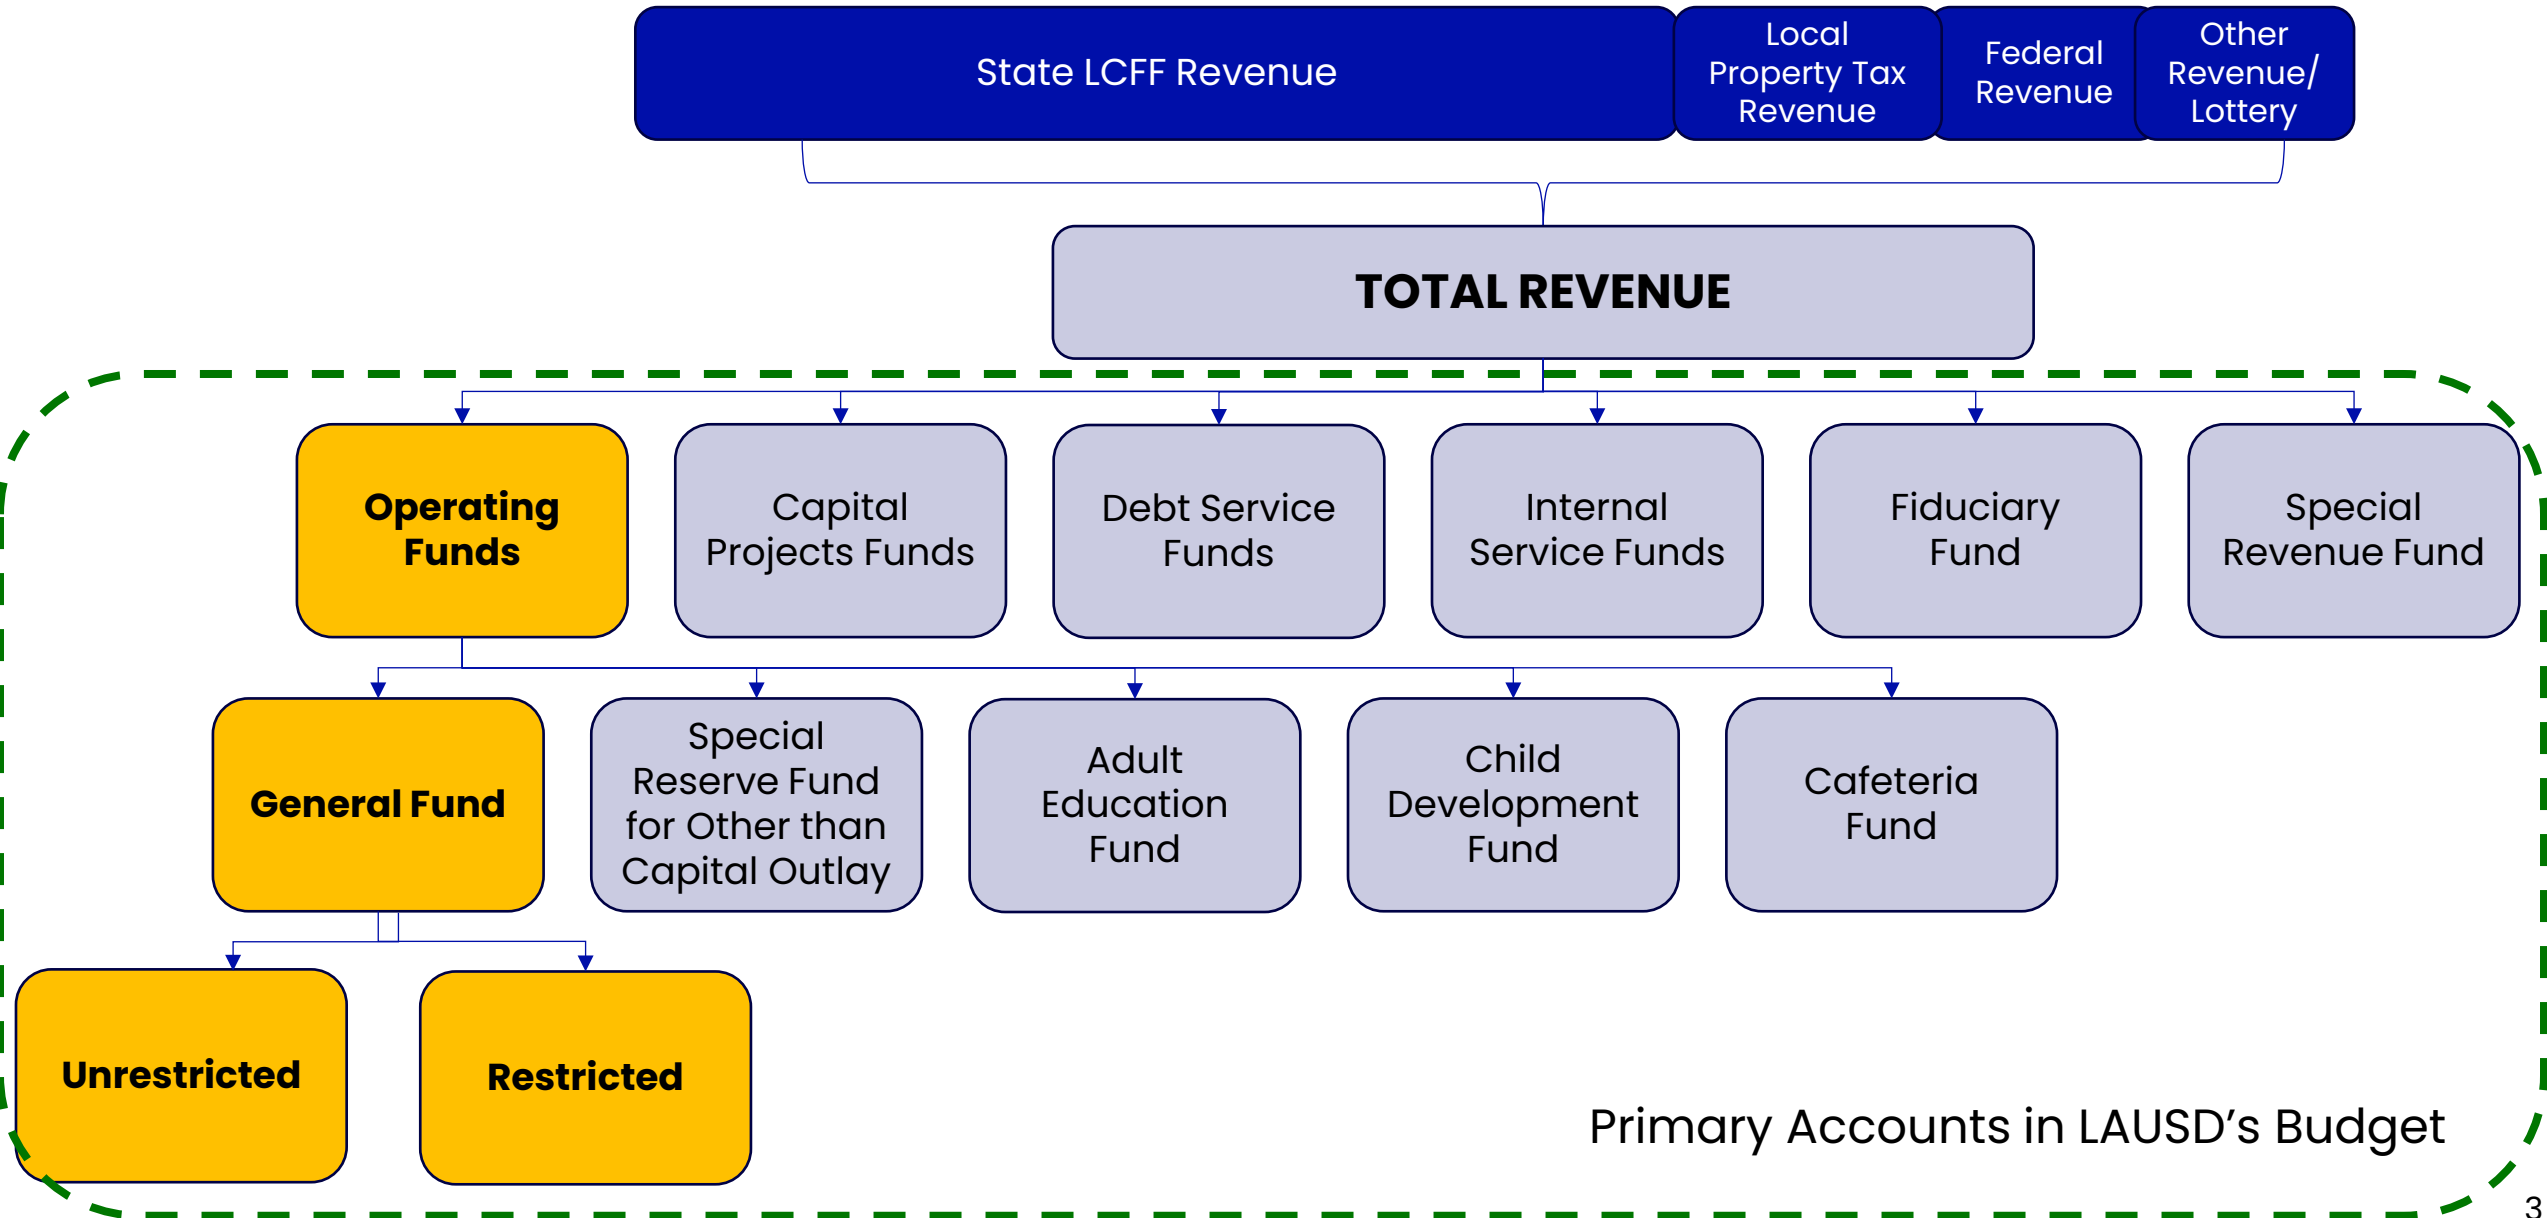 State LCFF Revenue
Local
Property Tax
Revenue
Federal
Revenue
Other
Revenue/
Lottery
TOTAL REVENUE
Operating
Funds
Capital
Projects Funds
Debt Service
Funds
Internal
Service Funds
Fiduciary
Fund
Special
Revenue Fund
General Fund
Special
Reserve Fund
for Other than
Capital Outlay
Adult
Education
Fund
Child
Development
Fund
Cafeteria
Fund
Unrestricted
Restricted
Primary Accounts in LAUSD’s Budget
3